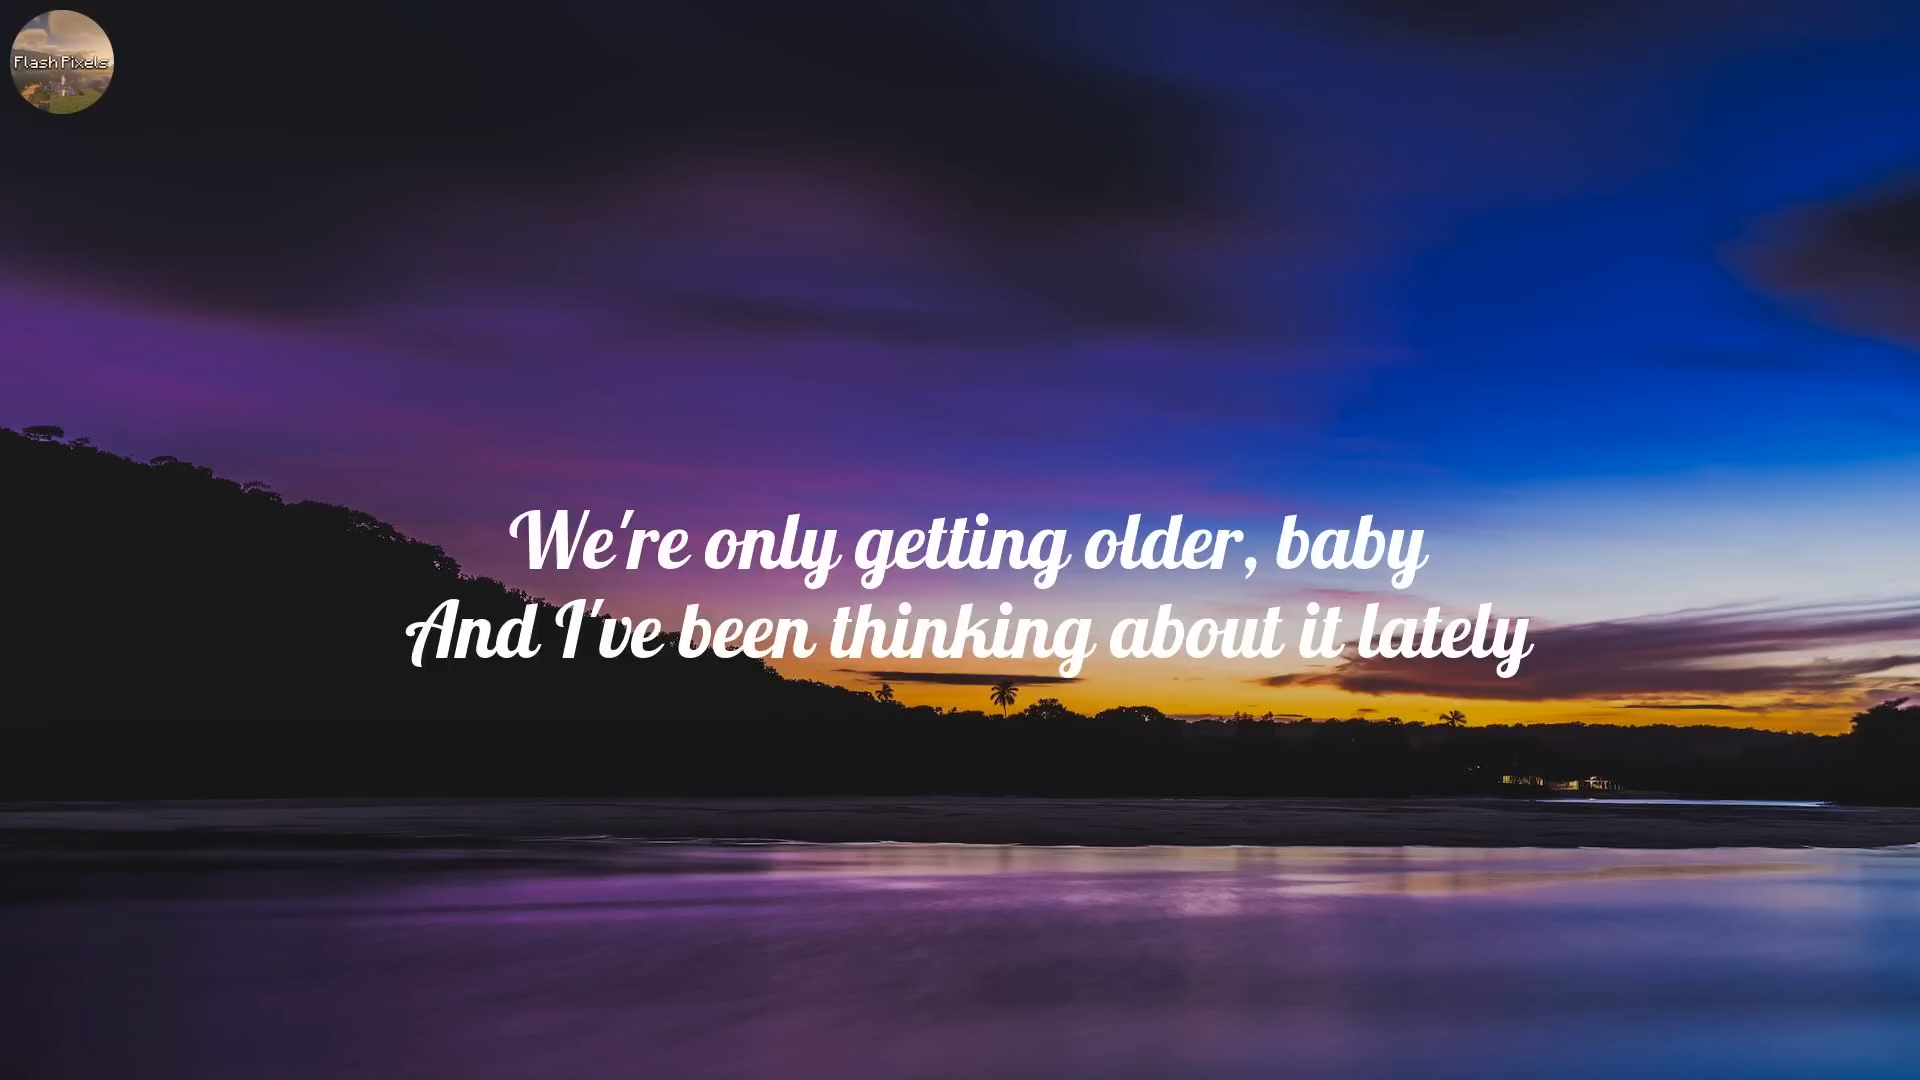 Flash Pixels
We're only getting older, baby
And I've been thinking about it lately